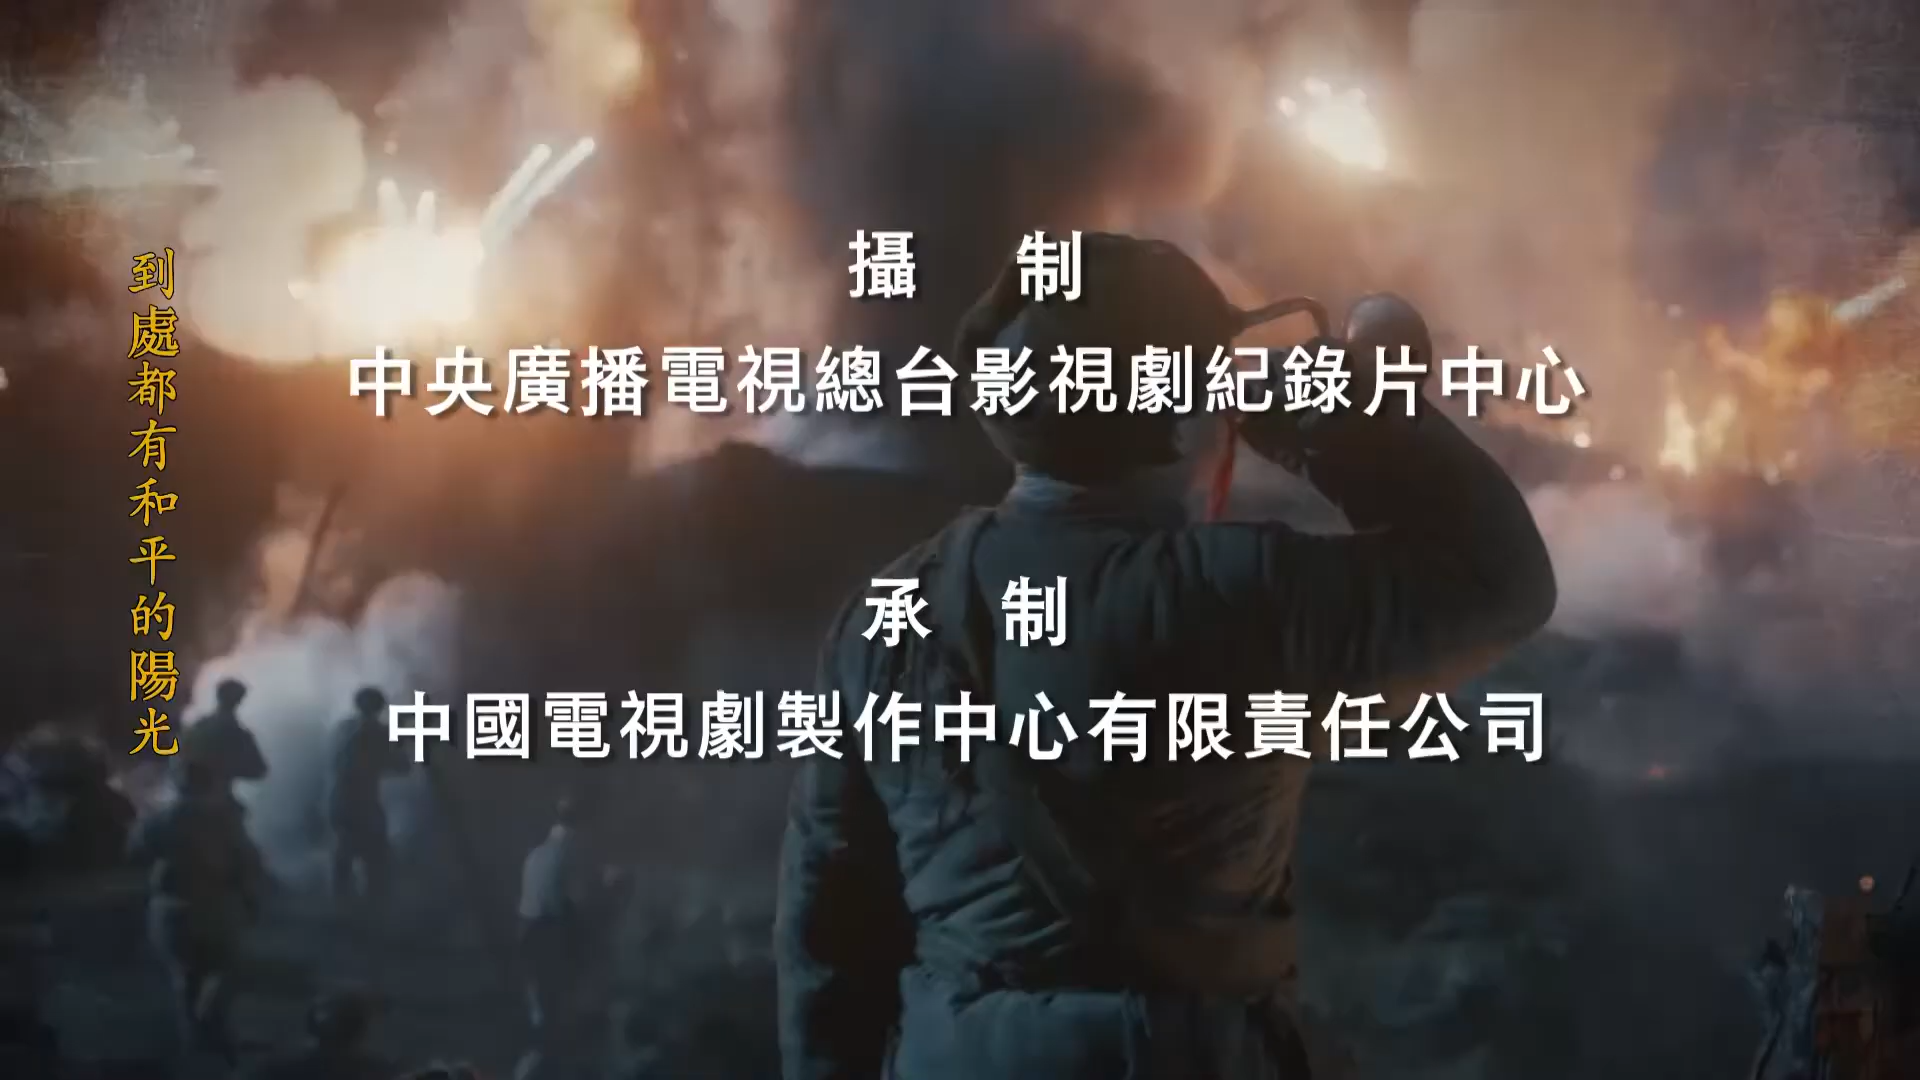 攝制
中央廣播電視總台影視劇紀錄片中心
承制
中國電視劇製作中心有限責任公司
到處都有和平的陽光